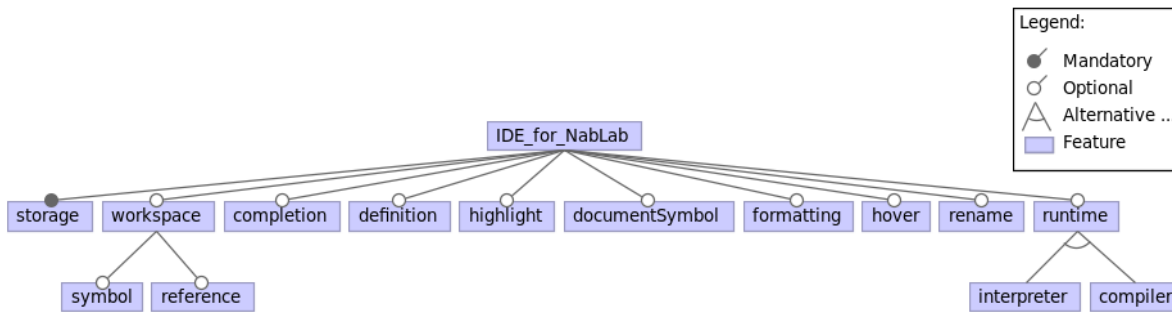 Legend:
Mandatory
Optional
Alternative ...
Feature
IDE_for_NabLab
storage workspace completion definition highlight documentSymbol formatting hover rename runtime
symbol reference interpreter compiler